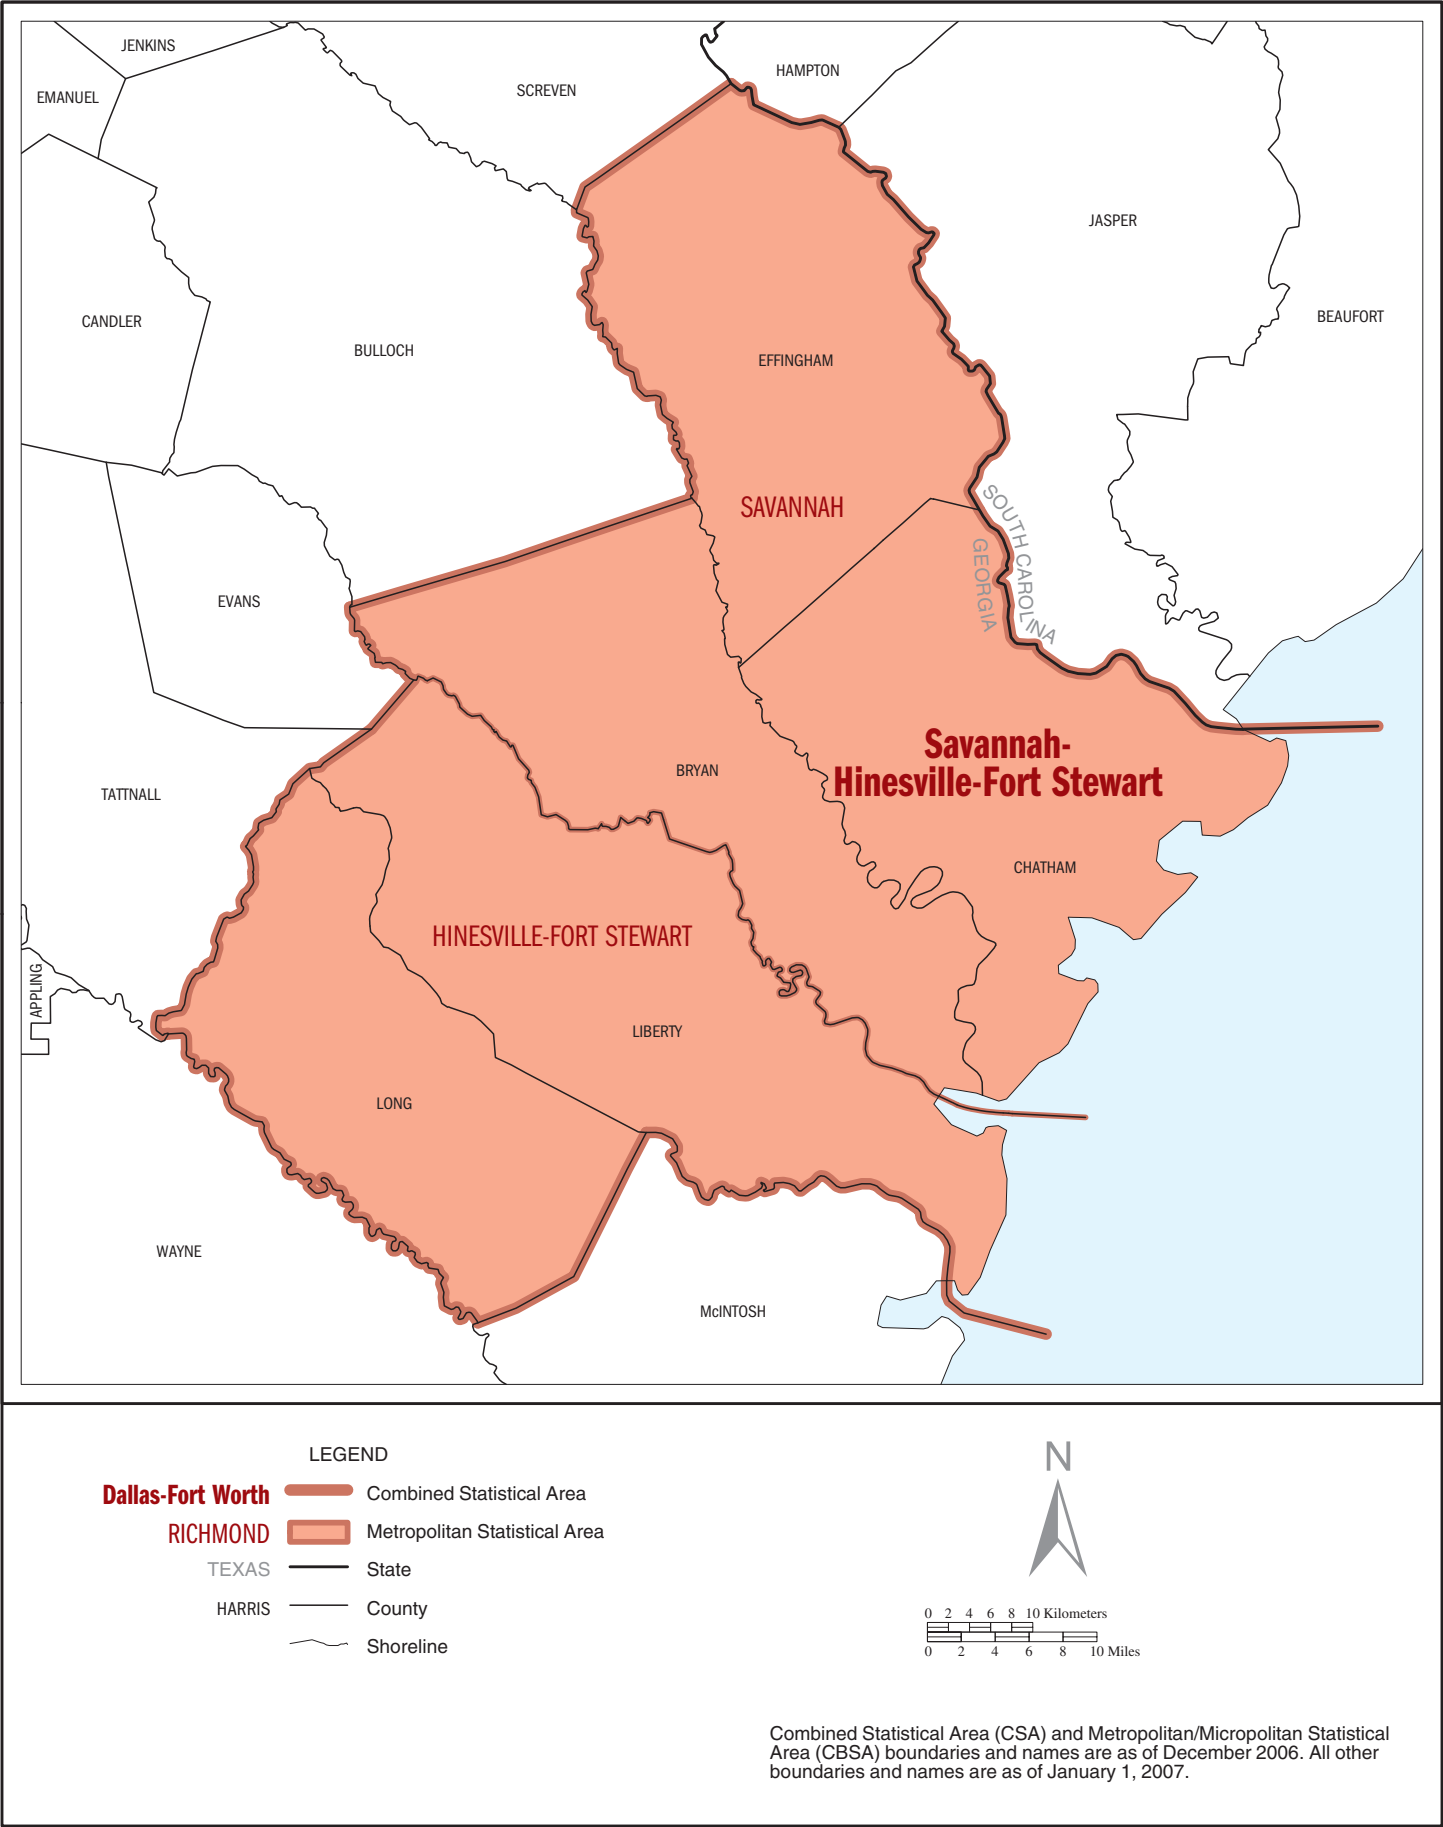 JENKINS
HAMPTON
SCREVEN
EMANUEL
JASPER
BEAUFORT
CANDLER
BULLOCH
EFFINGHAM
SAVANNAH
SOUTH CAROLINA
GEORGIA
EVANS
Savannah-
Hinesville-Fort Stewart
BRYAN
TATTNALL
CHATHAM
HINESVILLE-FORT STEWART
APPLING
LIBERTY
LONG
WAYNE
McINTOSH
LEGEND
Dallas-Fort Worth Combined Statistical Area
RICHMOND Metropolitan Statistical Area
TEXAS State
HARRIS County
Shoreline
N
0 2 4 6 8 10 Kilometers
0 2 4 6 8 10 Miles
Combined Statistical Area (CSA) and Metropolitan/Micropolitan Statistical
Area (CBSA) boundaries and names are as of December 2006. All other
boundaries and names are as of January 1, 2007.